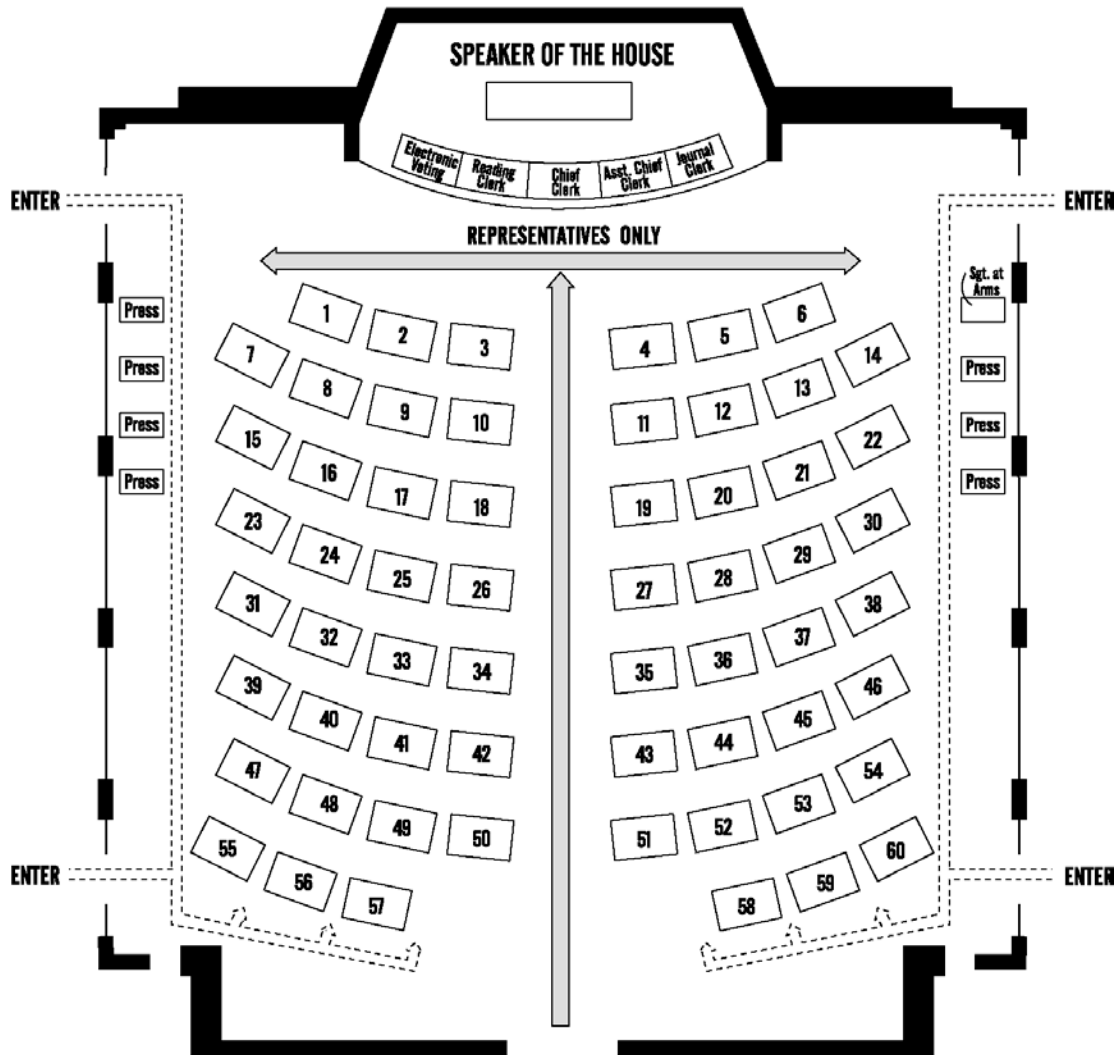 SPEAKER OF THE HOUSE
Electronic
Voting
Reading
Clerk
Chief
Clerk
Asst. Chief
Clerk
Journal
Clerk
ENTER
ENTER
REPRESENTATIVES ONLY
Sgt. at
Arms
Press
Press
Press
Press
Press
Press
Press
1 2 3 4 5 6
7 8 9 10 11 12 13 14
15 16 17 18 19 20 21 22
23 24 25 26 27 28 29 30
31 32 33 34 35 36 37 38
39 40 41 42 43 44 45 46
47 48 49 50 51 52 53 54
55 56 57 58 59 60
ENTER
ENTER